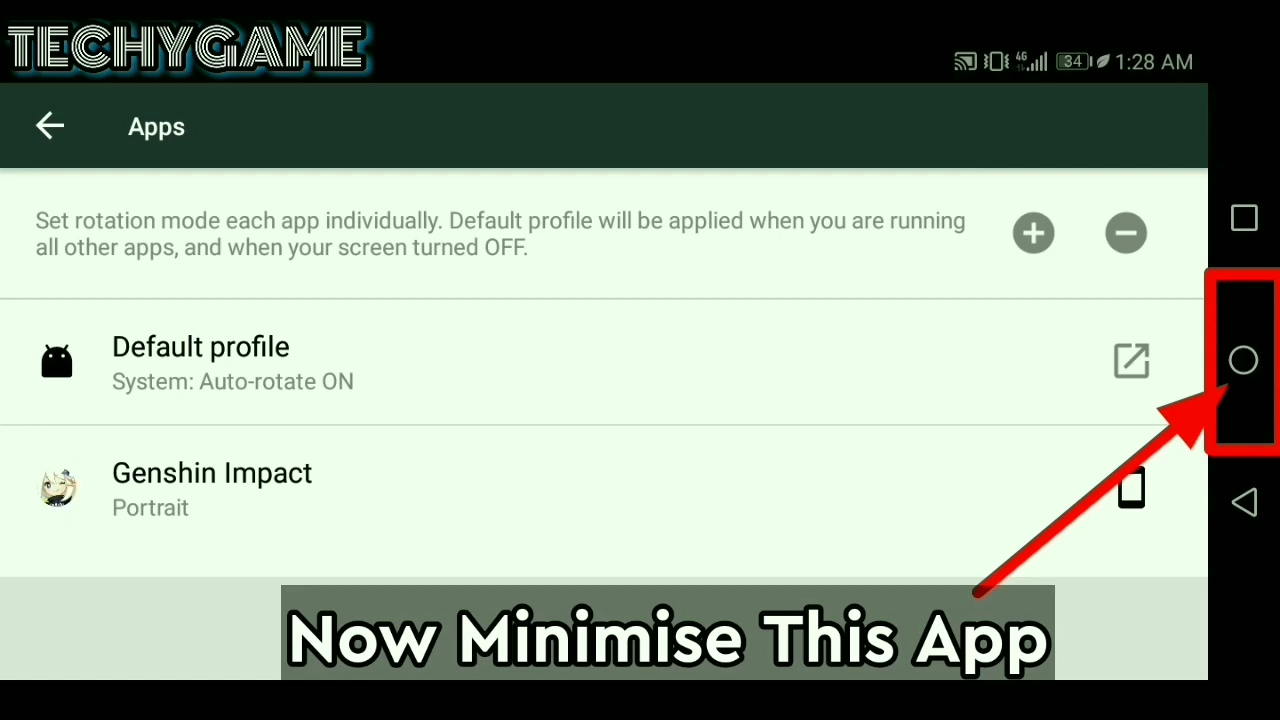 TECHYGAME
4G 34 1:28 AM
Apps
Set rotation mode each app individually. Default profile will be applied when you are running
all other apps, and when your screen turned OFF.
Default profile
System: Auto-rotate ON
Genshin Impact
Portrait
Now Minimise This App